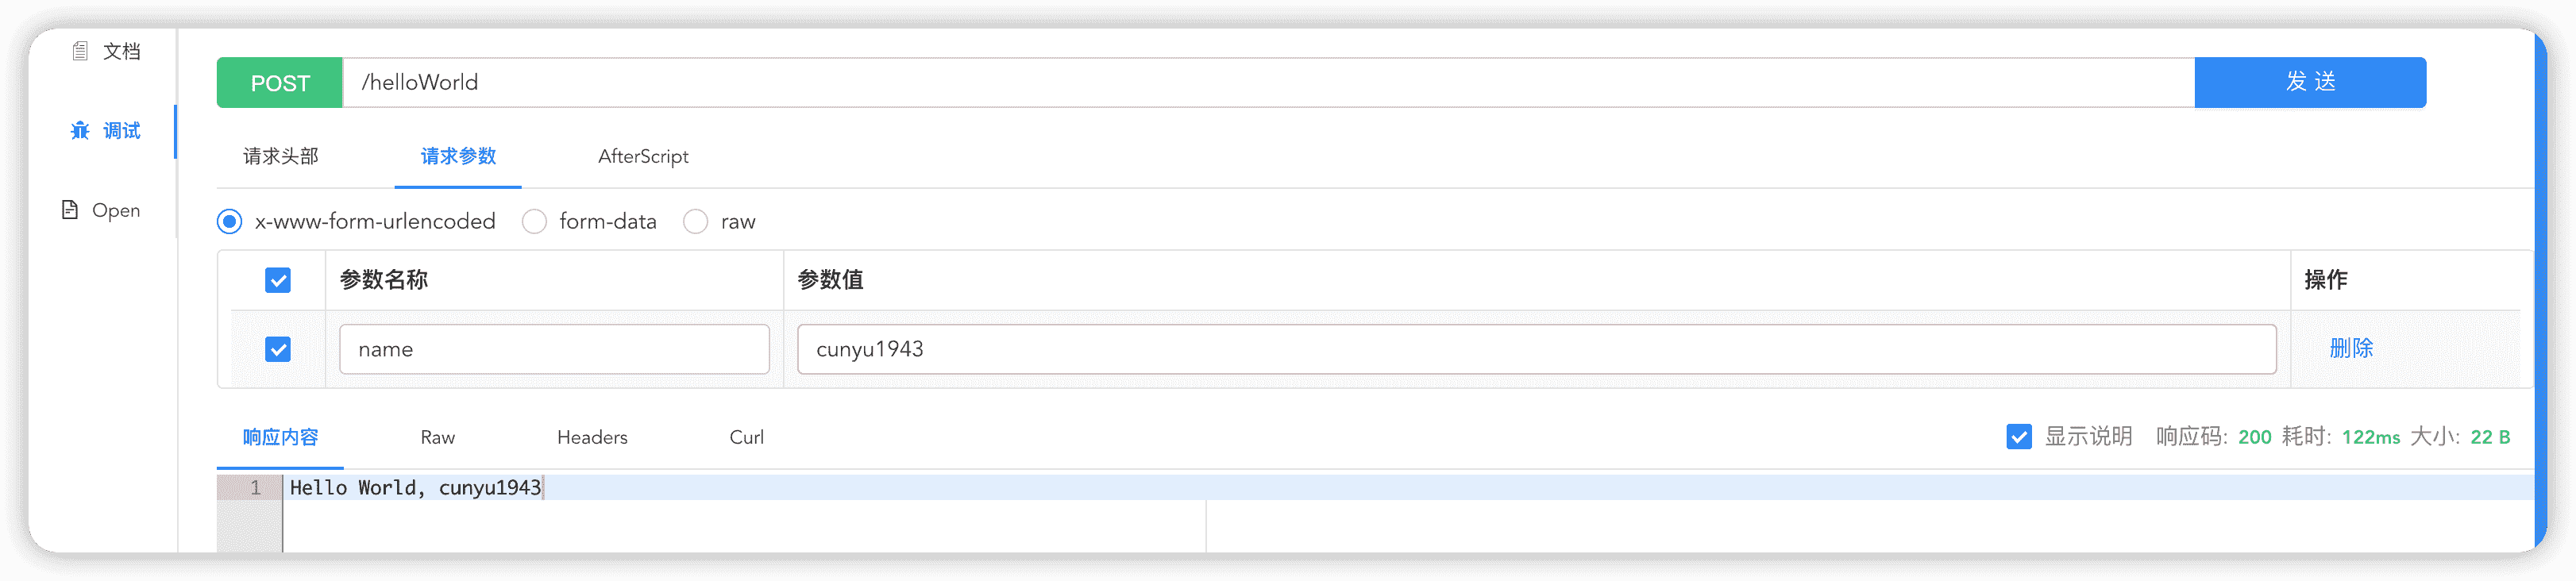 文档
调试
Open
POST /helloWorld 发 送
请求头部 请求参数 AfterScript
x-www-form-urlencoded form-data raw
参数名称 参数值 操作
name cunyu1943 删除
响应内容 Raw Headers Curl 显示说明 响应码: 200 耗时: 122ms 大小: 22 B
1 Hello World, cunyu1943